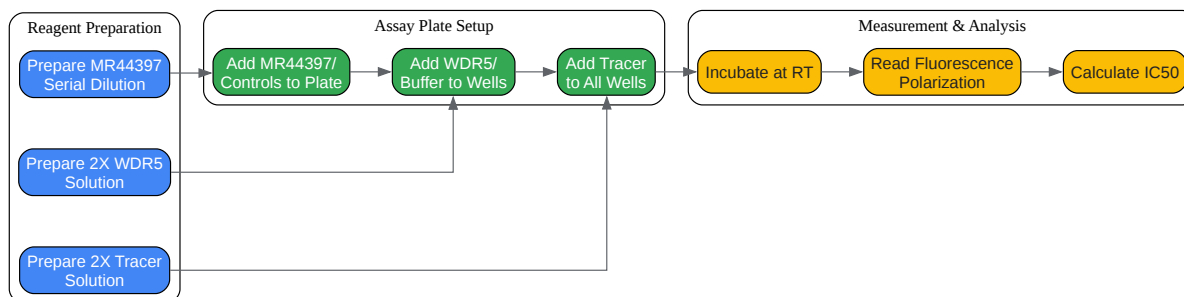 Reagent Preparation
Prepare MR44397
Serial Dilution
Prepare 2X WDR5
Solution
Prepare 2X Tracer
Solution
Assay Plate Setup
Add MR44397/
Controls to Plate
Add WDR5/
Buffer to Wells
Add Tracer
to All Wells
Measurement & Analysis
Incubate at RT
Read Fluorescence
Polarization
Calculate IC50